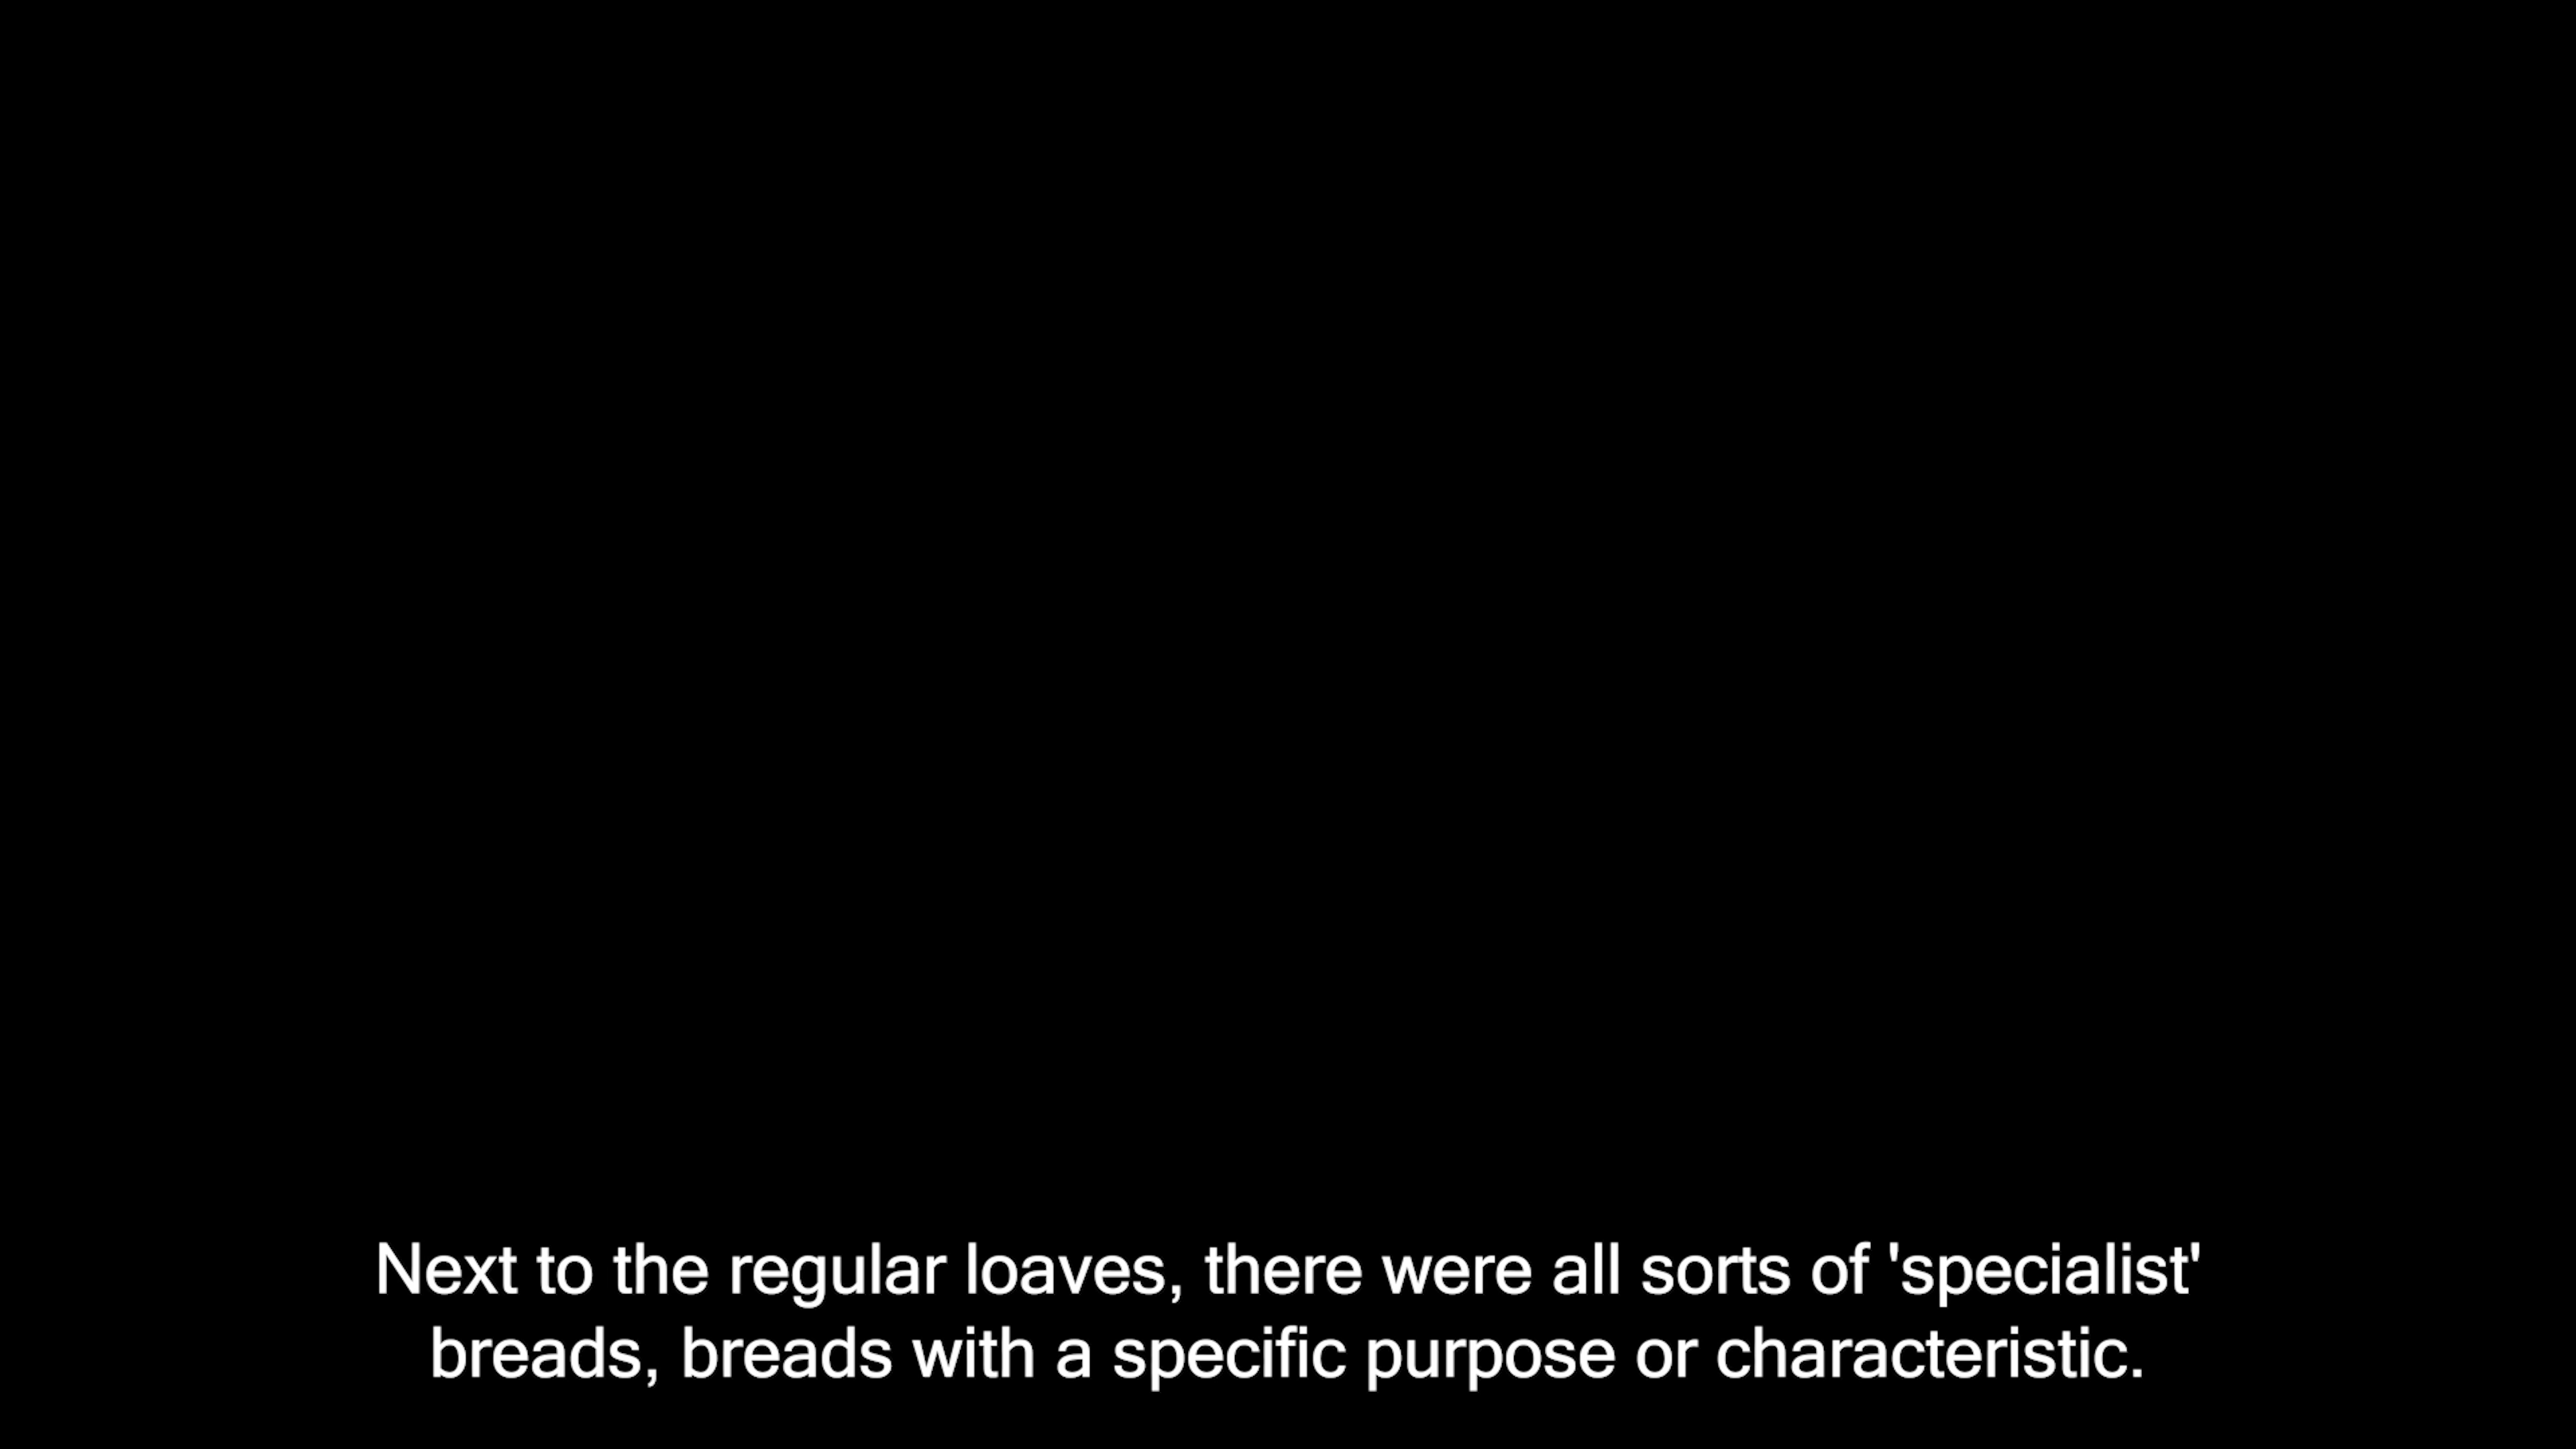 Next to the regular loaves, there were all sorts of 'specialist'
breads, breads with a specific purpose or characteristic.